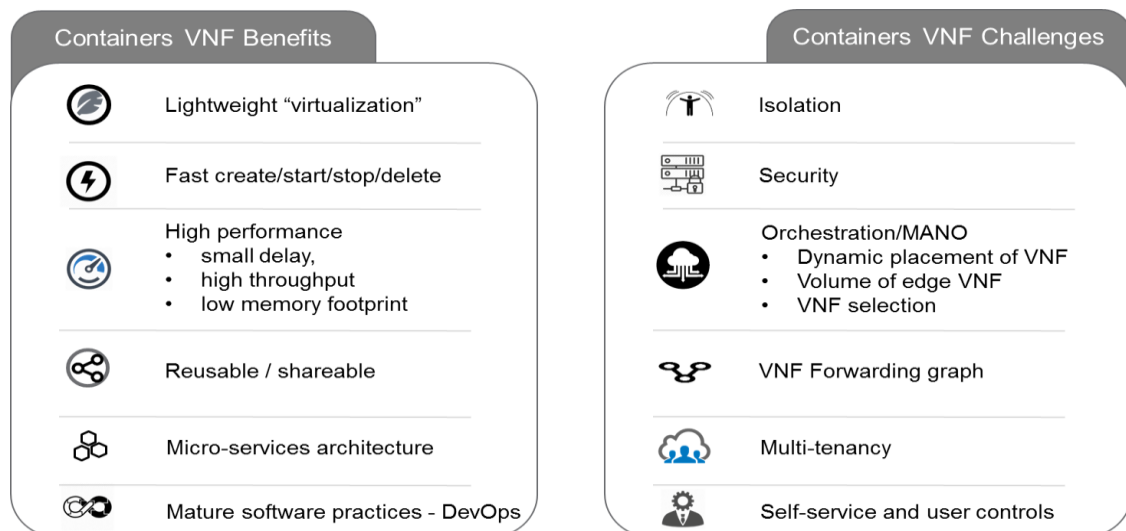 Containers VNF Benefits
Lightweight “virtualization”
Fast create/start/stop/delete
High performance
• small delay,
• high throughput
• low memory footprint
Reusable / shareable
Micro-services architecture
Mature software practices - DevOps
Containers VNF Challenges
Isolation
Security
Orchestration/MANO
• Dynamic placement of VNF
• Volume of edge VNF
• VNF selection
VNF Forwarding graph
Multi-tenancy
Self-service and user controls